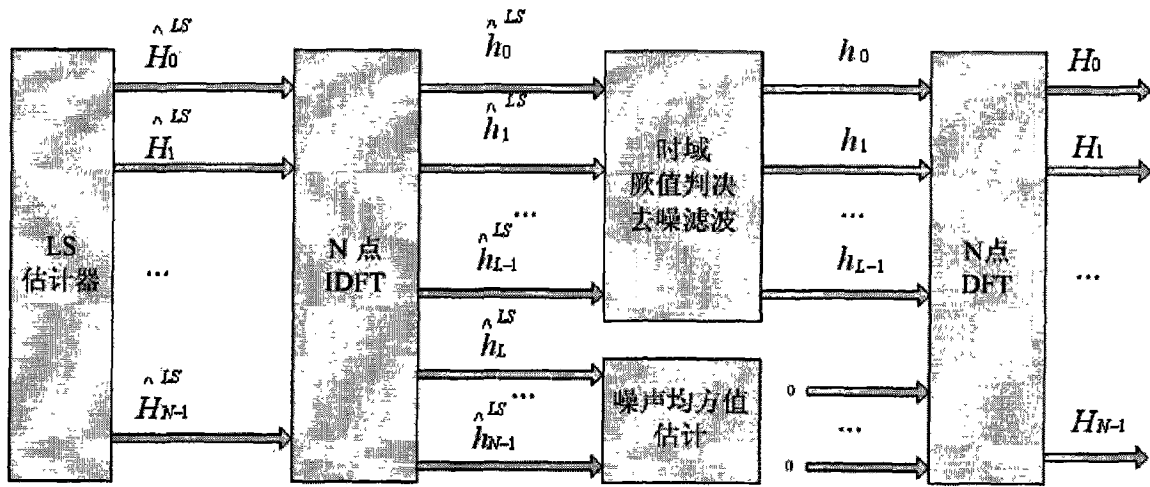 Ĥ₀^LS
ĥ₀^LS
h₀
H₀
Ĥ₁^LS
ĥ₁^LS
h₁
H₁
LS
估计器
...
N 点
IDFT
...
ĥ_{L-1}^LS
时域
厥值判决
去噪滤波
...
h_{L-1}
N点
DFT
...
ĥ_L^LS
Ĥ_{N-1}^LS
...
ĥ_{N-1}^LS
噪声均方值
估计
0
...
0
H_{N-1}